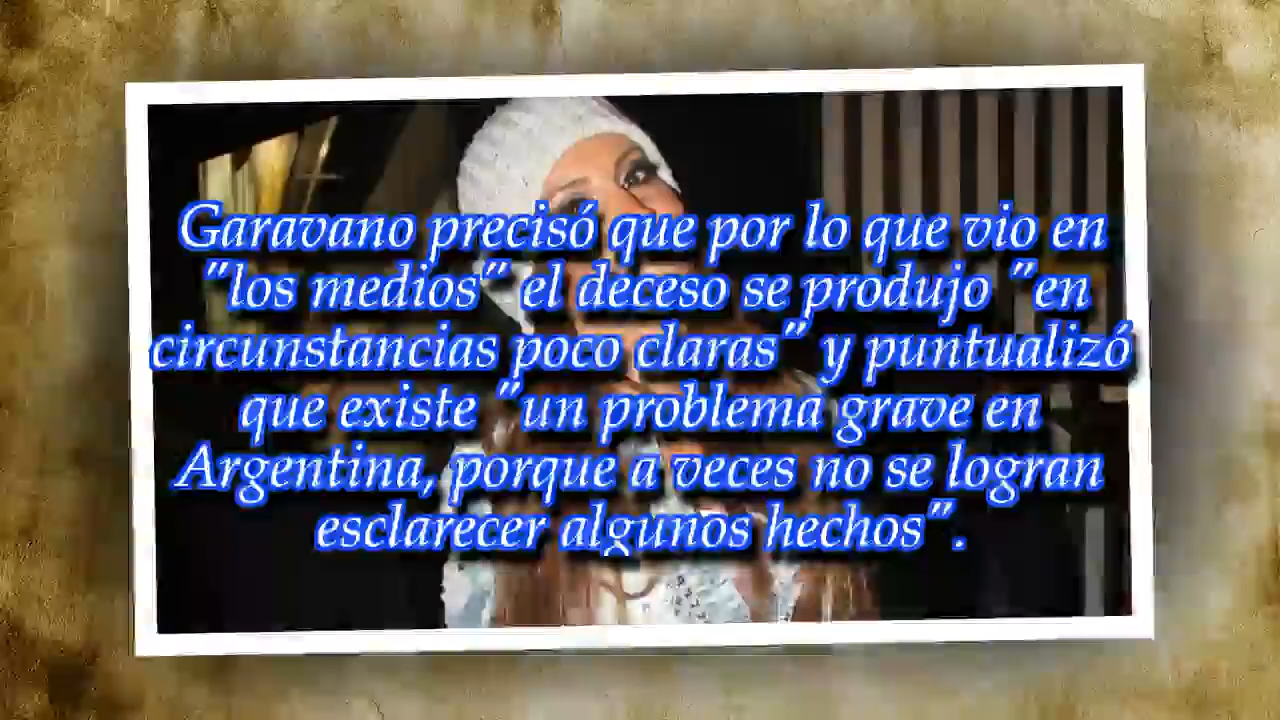 Garavano precisó que por lo que vio en
"los medios" el deceso se produjo "en
circunstancias poco claras" y puntualizó
que existe "un problema grave en
Argentina, porque a veces no se logran
esclarecer algunos hechos".